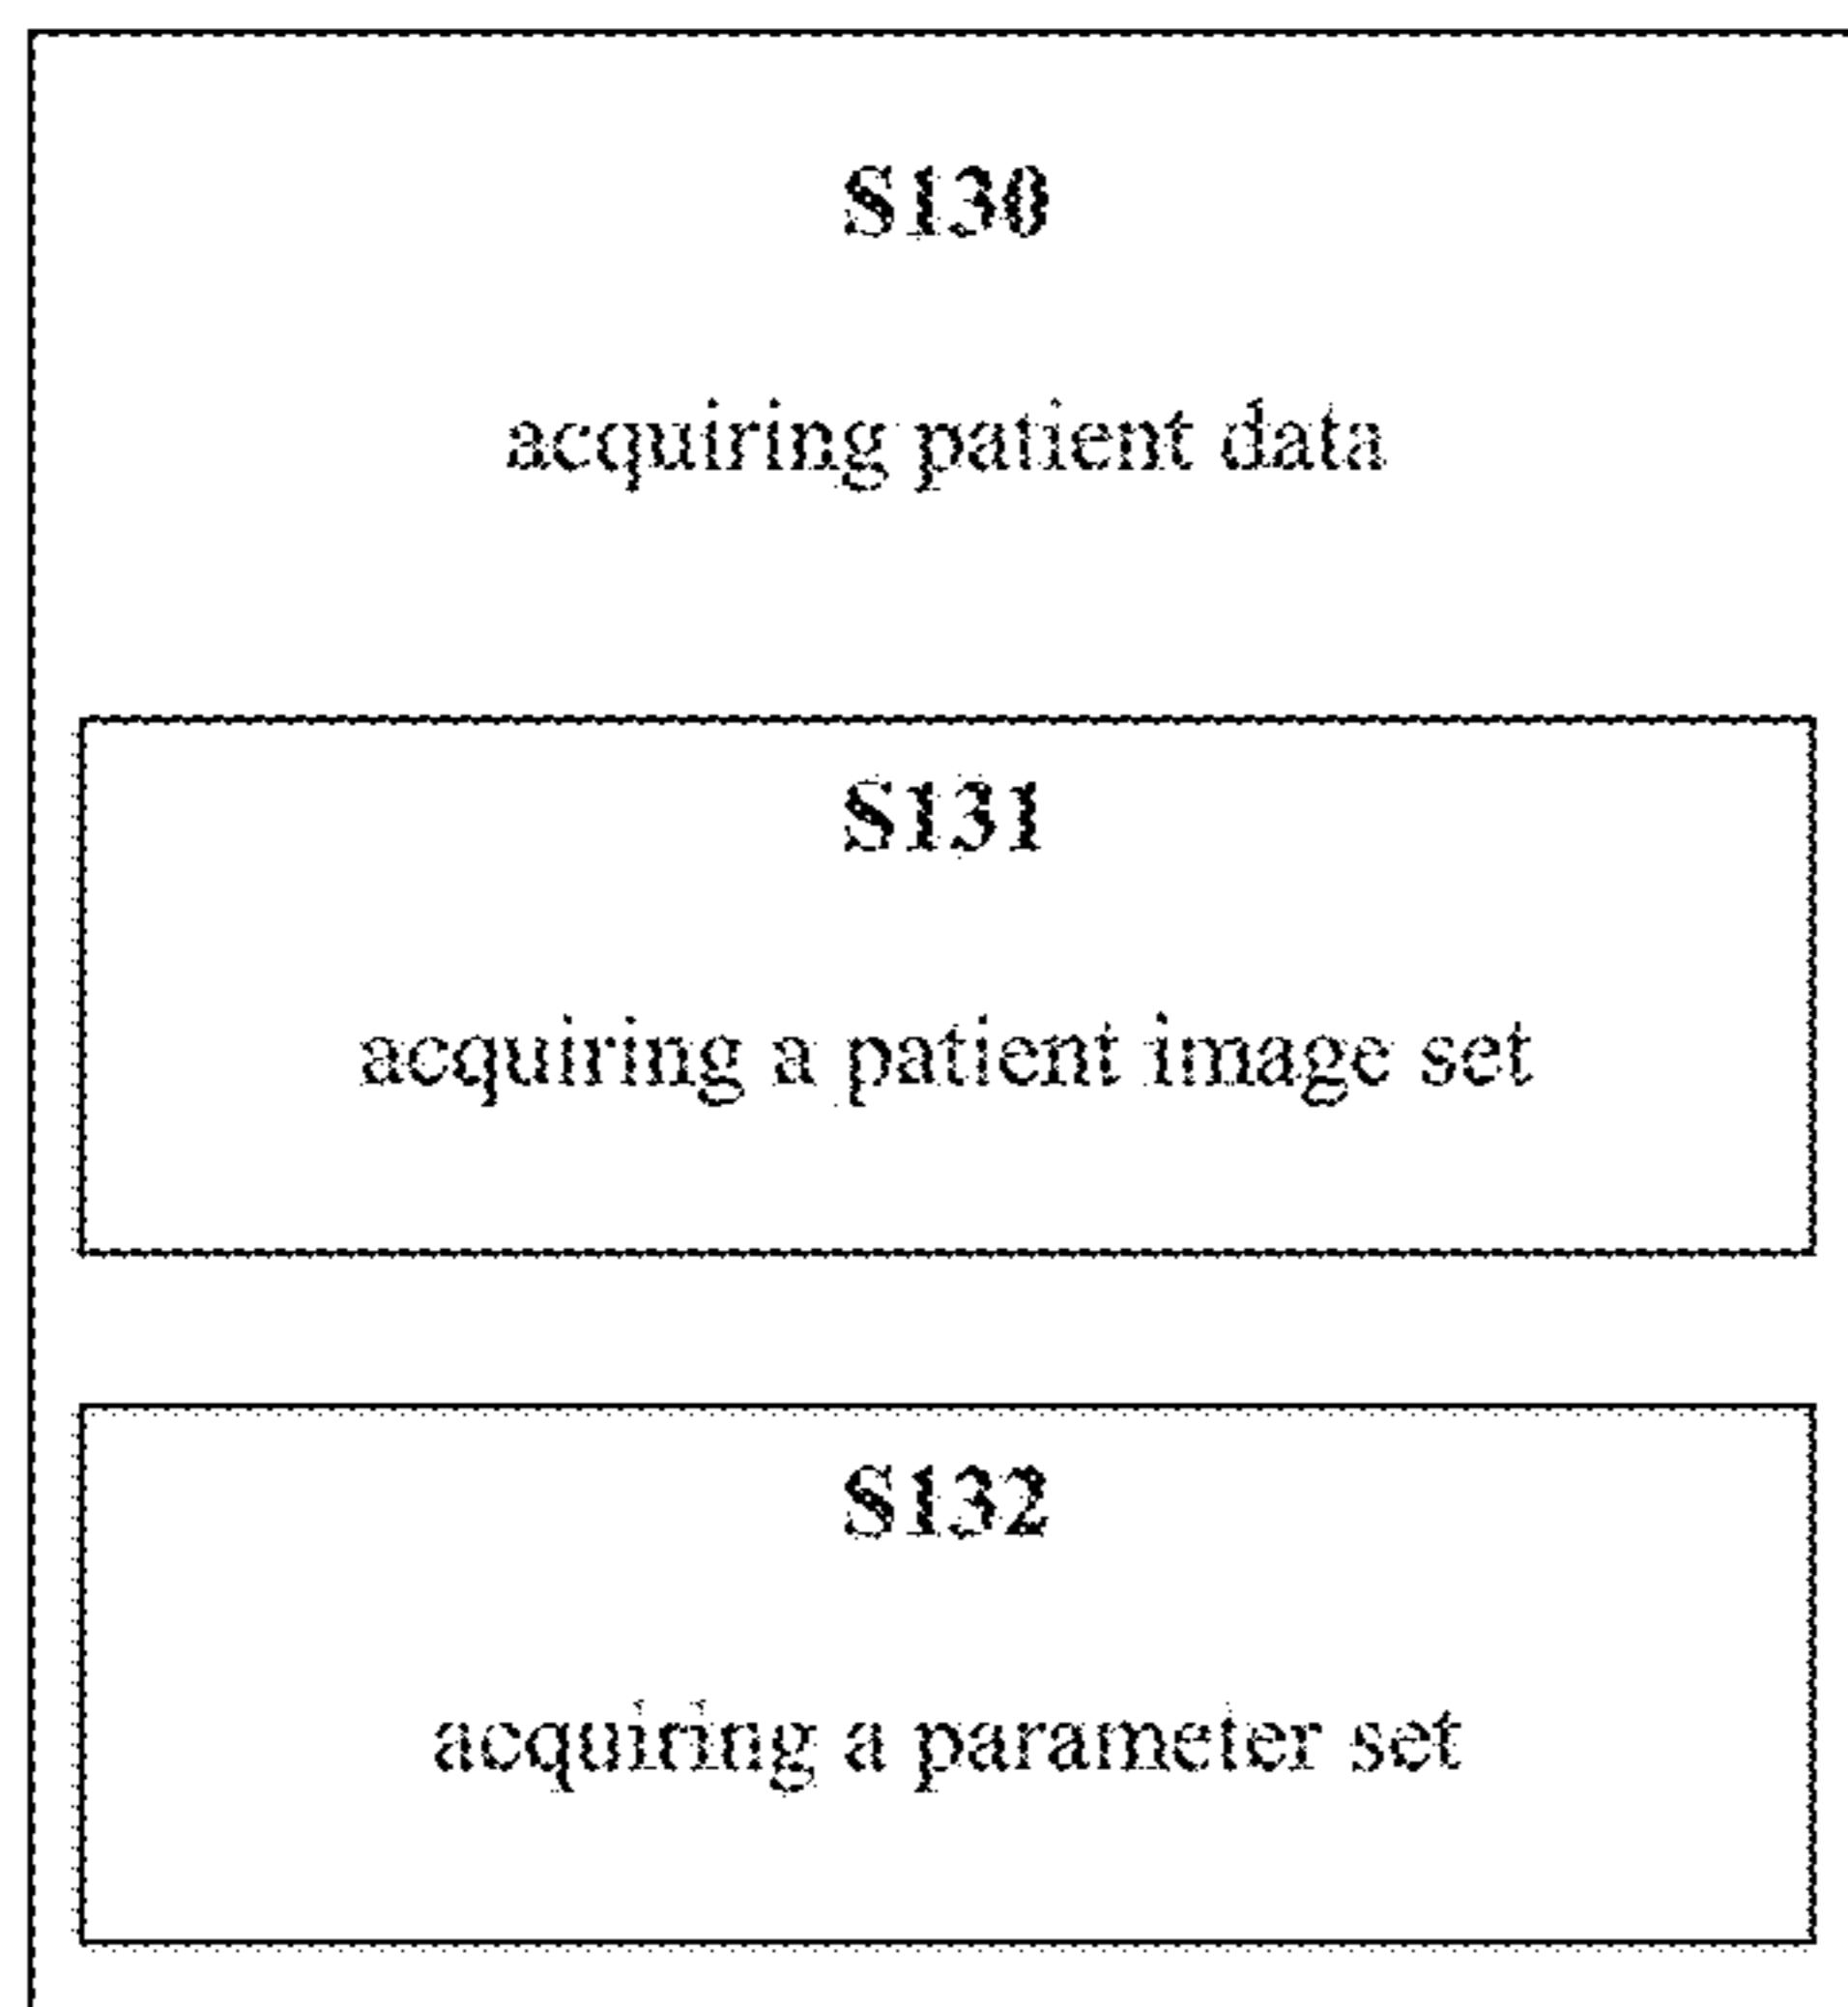 S130
acquiring patient data
S131
acquiring a patient image set
S132
acquiring a parameter set